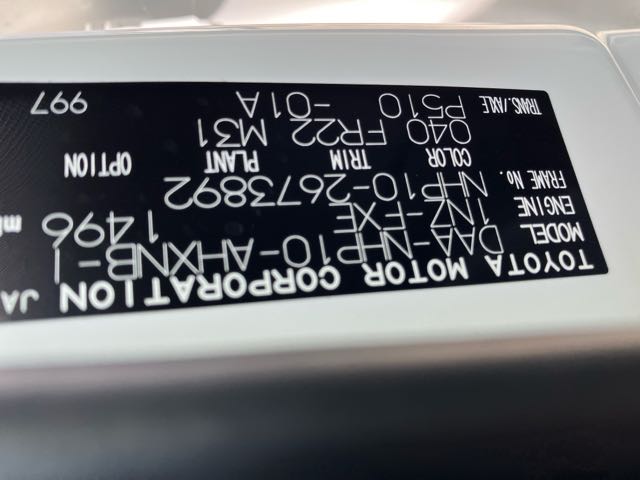 TOYOTA MOTOR CORPORATION JA
MODEL DAA-NHP10-AHXNB-
ENGINE 1NZ-FXE 1496 m
FRAME No. NHP10-2673892
COLOR TRIM PLANT OPTION
040 FR22 M31
TRANS./AXLE P510 -01A 997